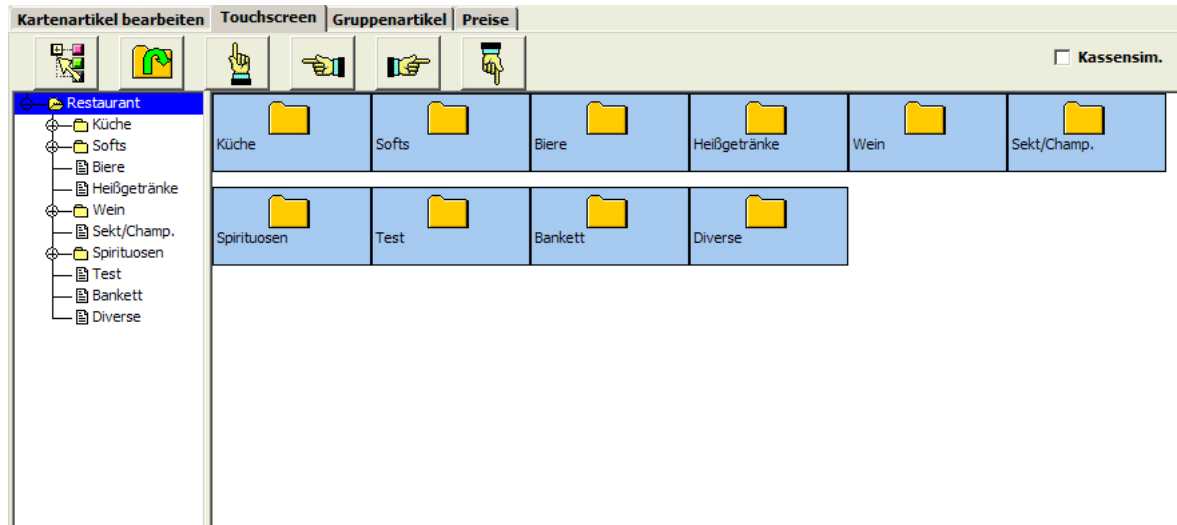 Kartenartikel bearbeiten Touchscreen Gruppenartikel Preise
Kassensim.
Restaurant
Küche
Softs
Biere
Heißgetränke
Wein
Sekt/Champ.
Spirituosen
Test
Bankett
Diverse
Küche Softs Biere Heißgetränke Wein Sekt/Champ.
Spirituosen Test Bankett Diverse